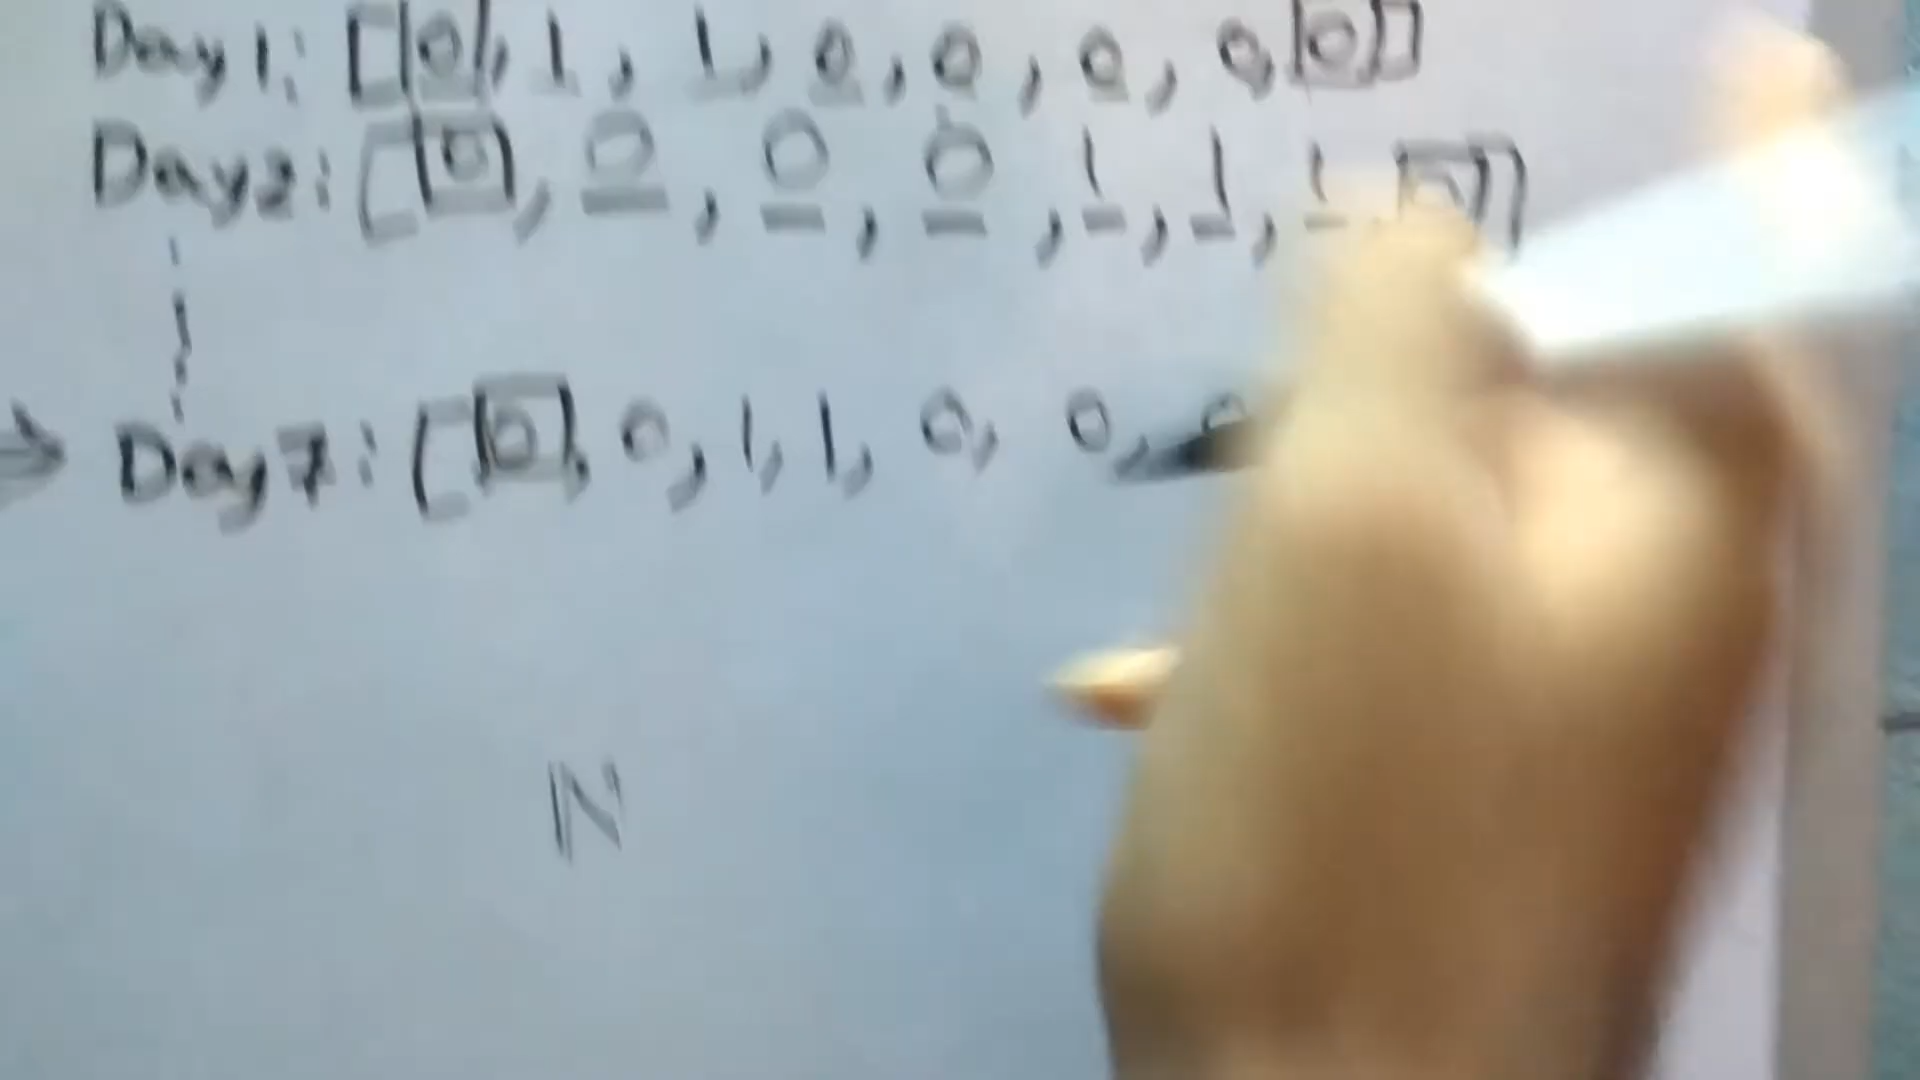 Day1: [0, 1, 1, 0, 0, 0, 0, 0]
Day2: [0, 0, 0, 0, 1, 1, 1, 0]
→ Day7: [0, 0, 1, 1, 0, 0, 0
N